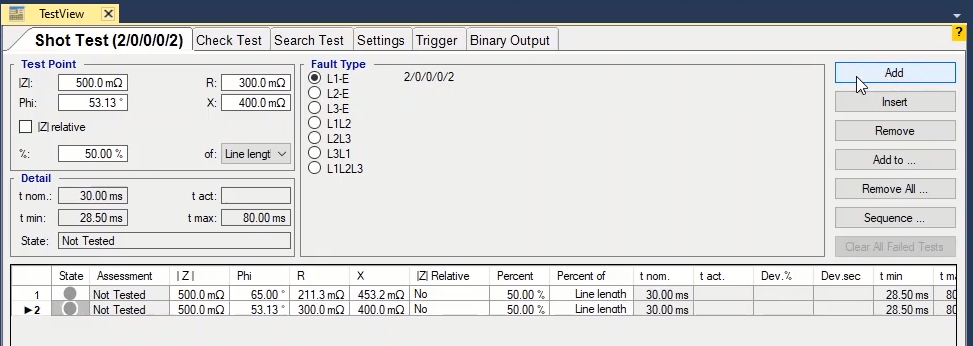 TestView
?
Shot Test (2/0/0/0/2) Check Test Search Test Settings Trigger Binary Output
Test Point
|Z|: 500.0 mΩ R: 300.0 mΩ
Phi: 53.13 ° X: 400.0 mΩ
|Z| relative
%: 50.00 % of: Line lengt
Detail
t nom.: 30.00 ms t act:
t min: 28.50 ms t max: 80.00 ms
State: Not Tested
Fault Type
L1-E 2/0/0/0/2
L2-E
L3-E
L1L2
L2L3
L3L1
L1L2L3
Add
Insert
Remove
Add to ...
Remove All ...
Sequence ...
Clear All Failed Tests
State Assessment | Z | Phi R X |Z| Relative Percent Percent of t nom. t act. Dev.% Dev.sec t min t ma
1 Not Tested 500.0 mΩ 65.00 ° 211.3 mΩ 453.2 mΩ No 50.00 % Line length 30.00 ms 28.50 ms 80
►2 Not Tested 500.0 mΩ 53.13 ° 300.0 mΩ 400.0 mΩ No 50.00 % Line length 30.00 ms 28.50 ms 80